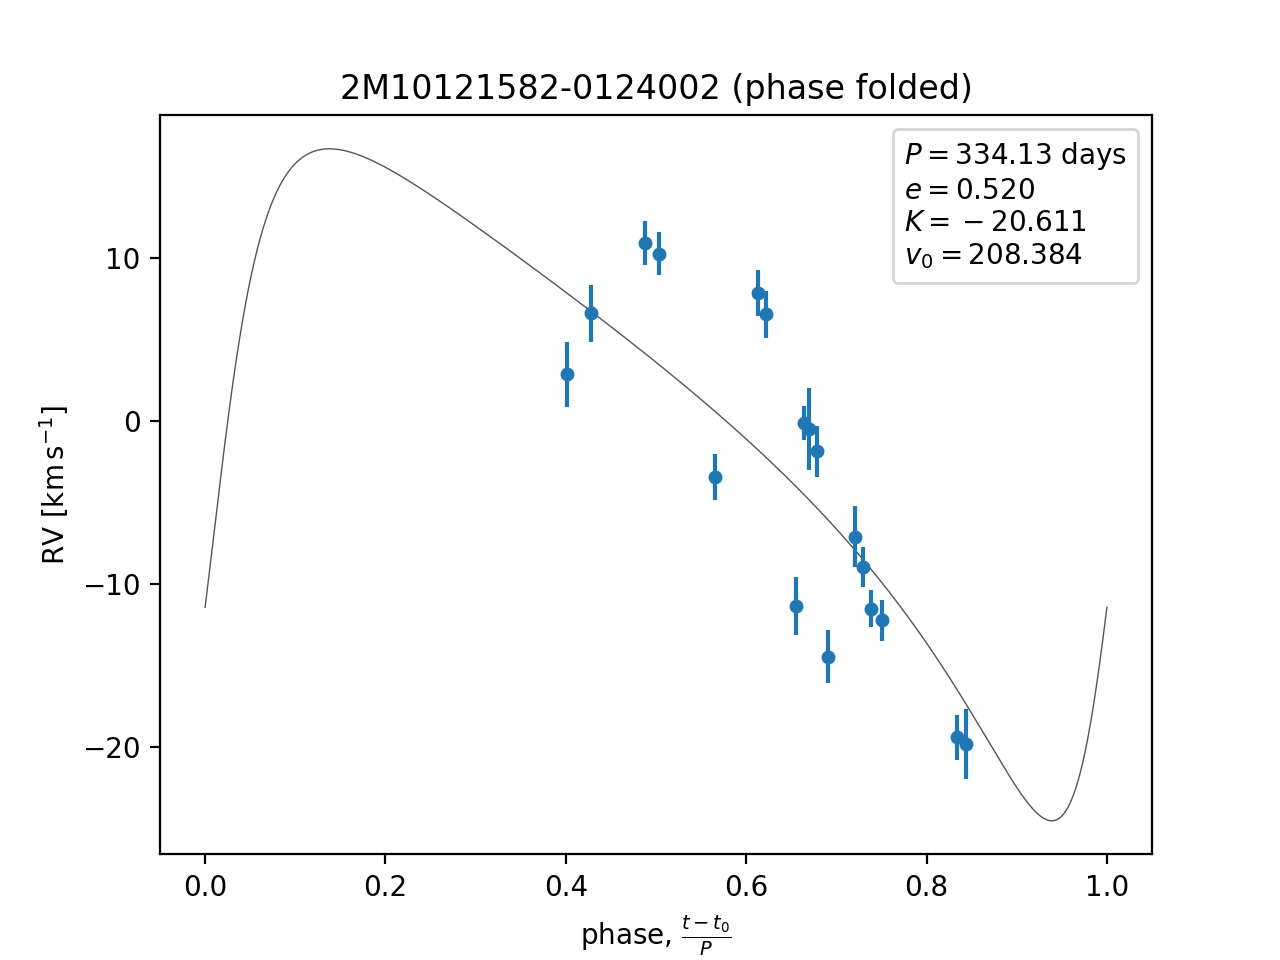 2M10121582-0124002 (phase folded)
P = 334.13 days
e = 0.520
K = −20.611
v₀ = 208.384
10
0
−10
−20
RV [km s⁻¹]
0.0 0.2 0.4 0.6 0.8 1.0
phase, (t − t₀)/P